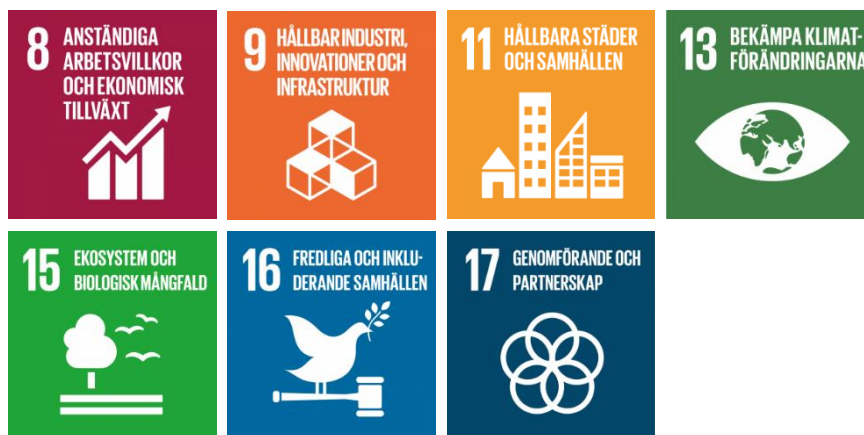 8 ANSTÄNDIGA
ARBETSVILLKOR
OCH EKONOMISK
TILLVÄXT
9 HÅLLBAR INDUSTRI,
INNOVATIONER OCH
INFRASTRUKTUR
11 HÅLLBARA STÄDER
OCH SAMHÄLLEN
13 BEKÄMPA KLIMAT-
FÖRÄNDRINGARNA
15 EKOSYSTEM OCH
BIOLOGISK MÅNGFALD
16 FREDLIGA OCH INKLU-
DERANDE SAMHÄLLEN
17 GENOMFÖRANDE OCH
PARTNERSKAP